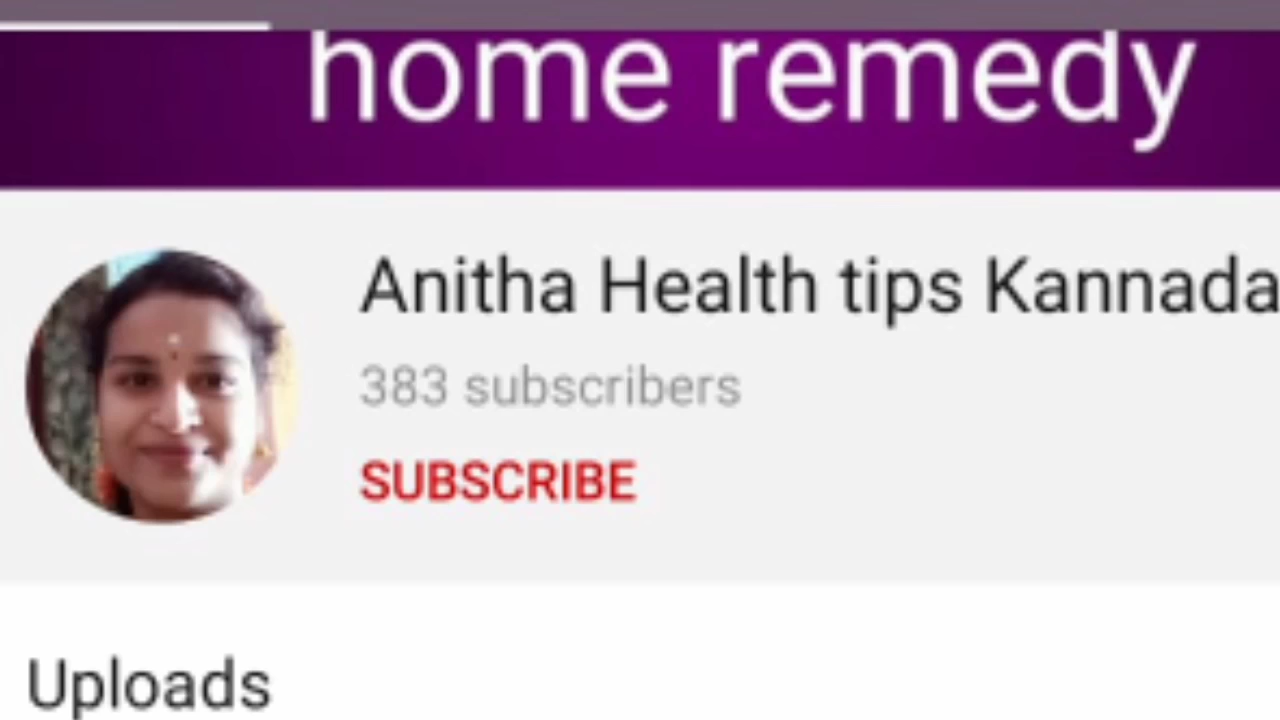 home remedy
Anitha Health tips Kannada
383 subscribers
SUBSCRIBE
Uploads